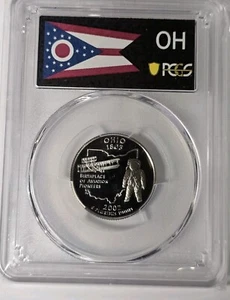 OH
PCGS
OHIO
1803
BIRTHPLACE
OF AVIATION
PIONEERS
2002
E PLURIBUS UNUM